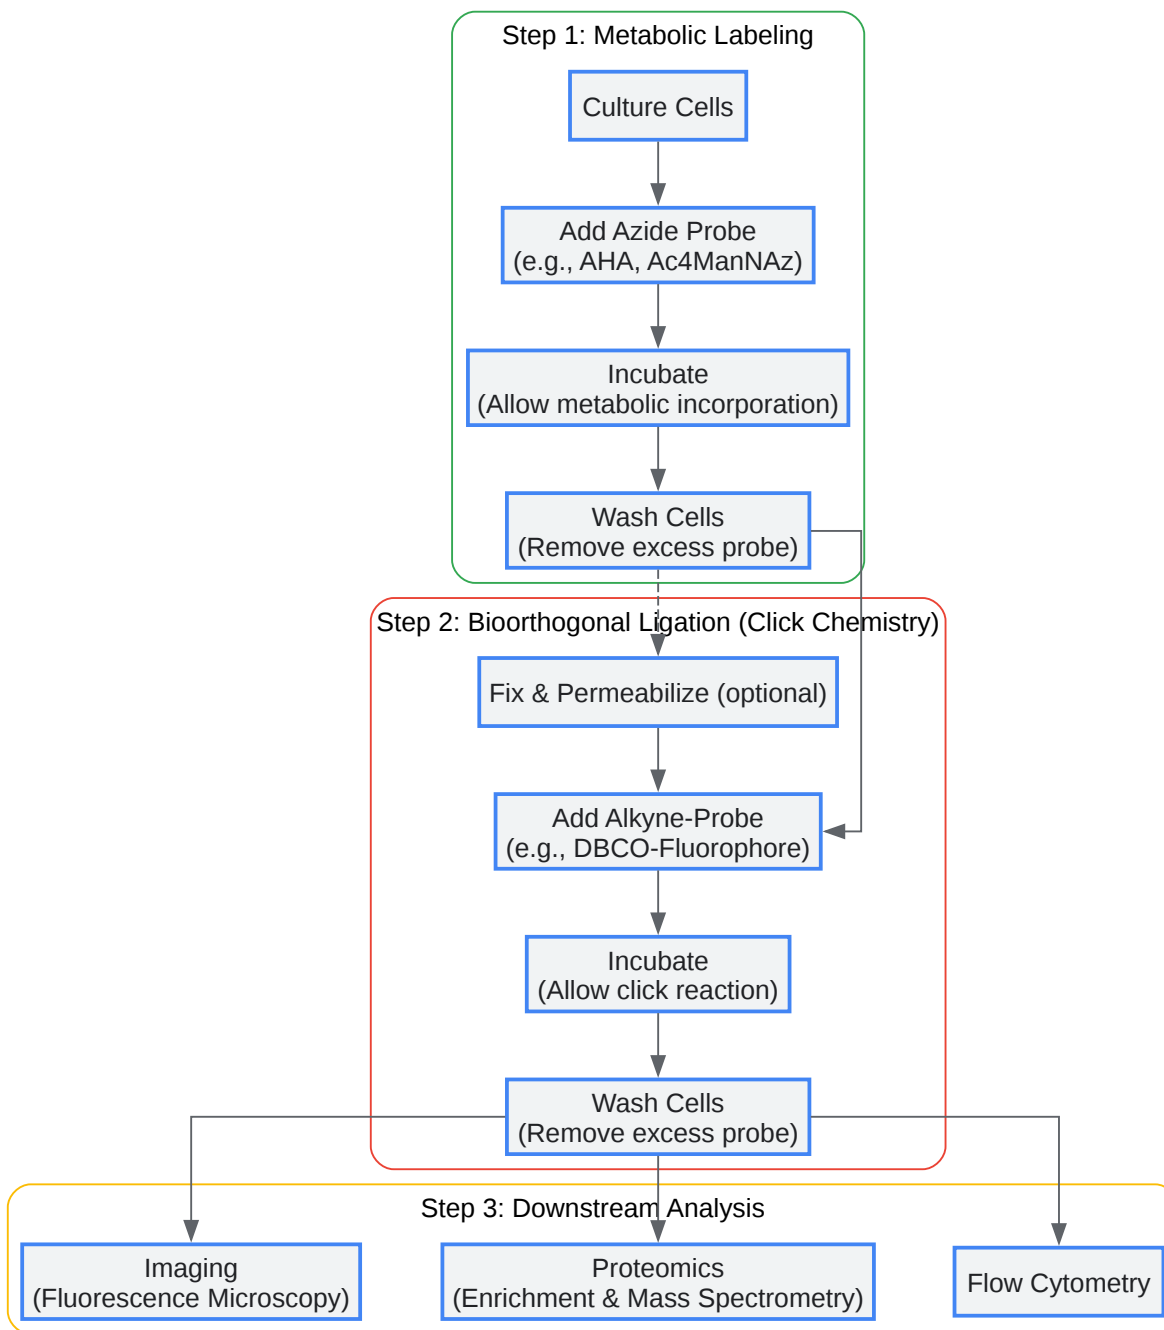 Step 1: Metabolic Labeling
Culture Cells
Add Azide Probe
(e.g., AHA, Ac4ManNAz)
Incubate
(Allow metabolic incorporation)
Wash Cells
(Remove excess probe)
Step 2: Bioorthogonal Ligation (Click Chemistry)
Fix & Permeabilize (optional)
Add Alkyne-Probe
(e.g., DBCO-Fluorophore)
Incubate
(Allow click reaction)
Wash Cells
(Remove excess probe)
Step 3: Downstream Analysis
Imaging
(Fluorescence Microscopy)
Proteomics
(Enrichment & Mass Spectrometry)
Flow Cytometry